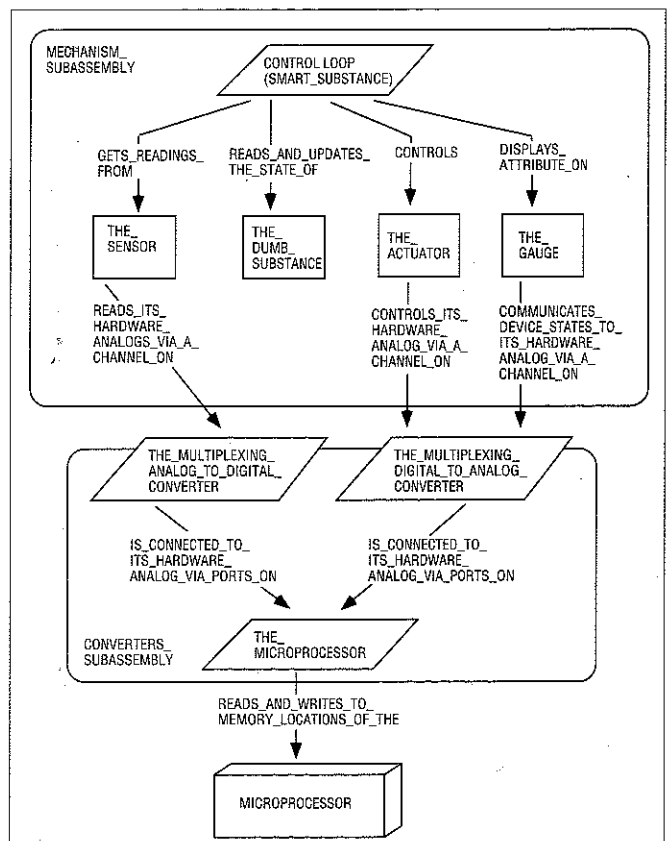 MECHANISM_
SUBASSEMBLY
CONTROL LOOP
(SMART_SUBSTANCE)
GETS_READINGS_
FROM
READS_AND_UPDATES_
THE_STATE_OF
CONTROLS
DISPLAYS_
ATTRIBUTE_ON
THE_
SENSOR
THE_
DUMB_
SUBSTANCE
THE_
ACTUATOR
THE_
GAUGE
READS_ITS_
HARDWARE_
ANALOGS_VIA_A_
CHANNEL_ON
CONTROLS_ITS_
HARDWARE_
ANALOG_VIA_A_
CHANNEL_ON
COMMUNICATES_
DEVICE_STATES_TO_
ITS_HARDWARE_
ANALOG_VIA_A_
CHANNEL_ON
THE_MULTIPLEXING_
ANALOG_TO_DIGITAL_
CONVERTER
THE_MULTIPLEXING_
DIGITAL_TO_ANALOG_
CONVERTER
IS_CONNECTED_TO_
ITS_HARDWARE_
ANALOG_VIA_PORTS_ON
IS_CONNECTED_TO_
ITS_HARDWARE_
ANALOG_VIA_PORTS_ON
CONVERTERS_
SUBASSEMBLY
THE_
MICROPROCESSOR
READS_AND_WRITES_TO_
MEMORY_LOCATIONS_OF_THE
MICROPROCESSOR